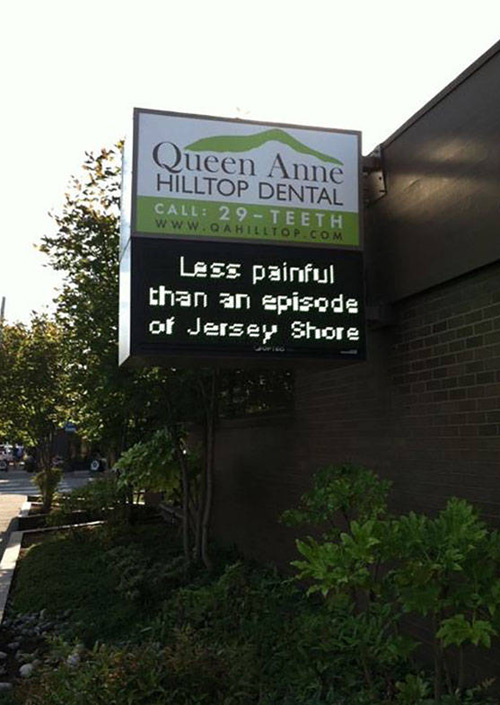 Queen Anne
HILLTOP DENTAL
CALL: 29-TEETH
WWW.QAHILLTOP.COM
Less painful
than an episode
of Jersey Shore